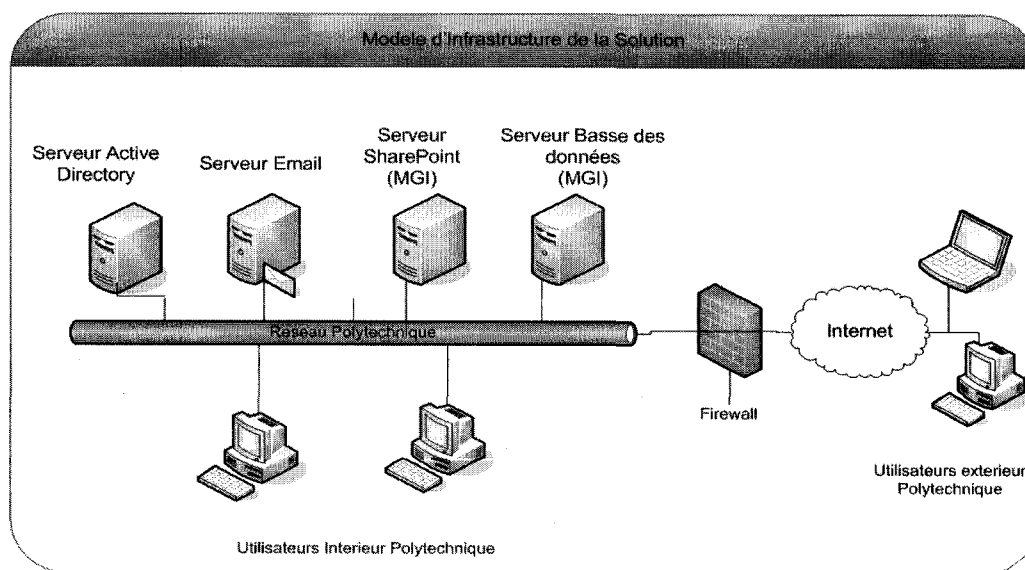 Modele d'Infrastructure de la Solution
Serveur Active
Directory
Serveur Email
Serveur
SharePoint
(MGI)
Serveur Basse des
données
(MGI)
Reseau Polytechnique
Internet
Firewall
Utilisateurs exterieur
Polytechnique
Utilisateurs Interieur Polytechnique